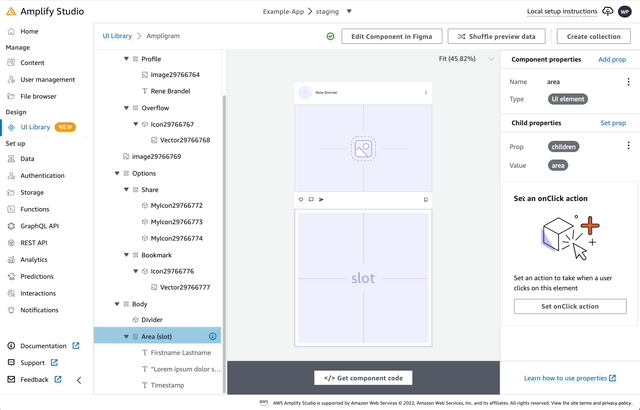 Amplify Studio
Example-App > staging ▼
Local setup instructions
WP
Home
Manage
Content
User management
File browser
Design
UI Library NEW
Set up
Data
Authentication
Storage
Functions
GraphQL API
REST API
Analytics
Predictions
Interactions
Notifications
Documentation
Support
Feedback
UI Library > Ampligram
Edit Component in Figma
Shuffle preview data
Create collection
Profile
image29766764
Rene Brandel
Overflow
Icon29766767
Vector29766768
image29766769
Options
Share
MyIcon29766772
MyIcon29766773
MyIcon29766774
Bookmark
Icon29766776
Vector29766777
Body
Divider
Area (slot)
Firstname Lastname
"Lorem ipsum dolor s...
Timestamp
Fit (45.82%)
Rene Brandel
slot
</> Get component code
Component properties Add prop
Name area
Type UI element
Child properties Set prop
Prop children
Value area
Set an onClick action
Set an action to take when a user
clicks on this element
Set onClick action
Learn how to use properties
aws AWS Amplify Studio is supported by Amazon Web Services © 2022, Amazon Web Services, Inc. and its affiliates. All rights reserved. View the site terms and privacy policy.